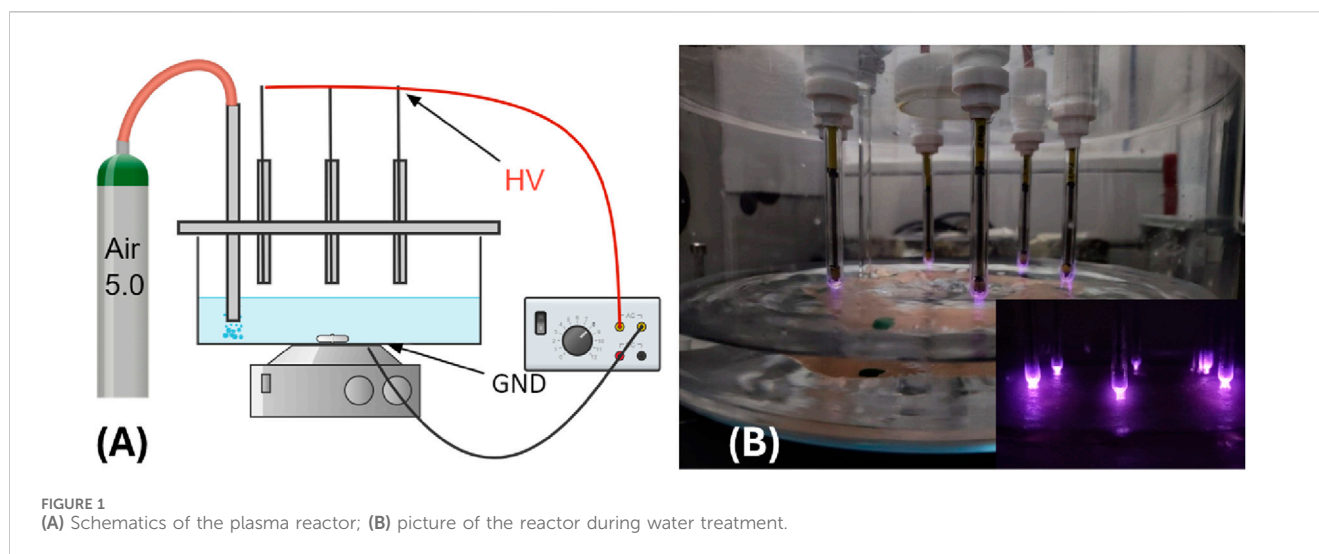 Air
5.0
HV
GND
(A)
(B)
FIGURE 1
(A) Schematics of the plasma reactor; (B) picture of the reactor during water treatment.